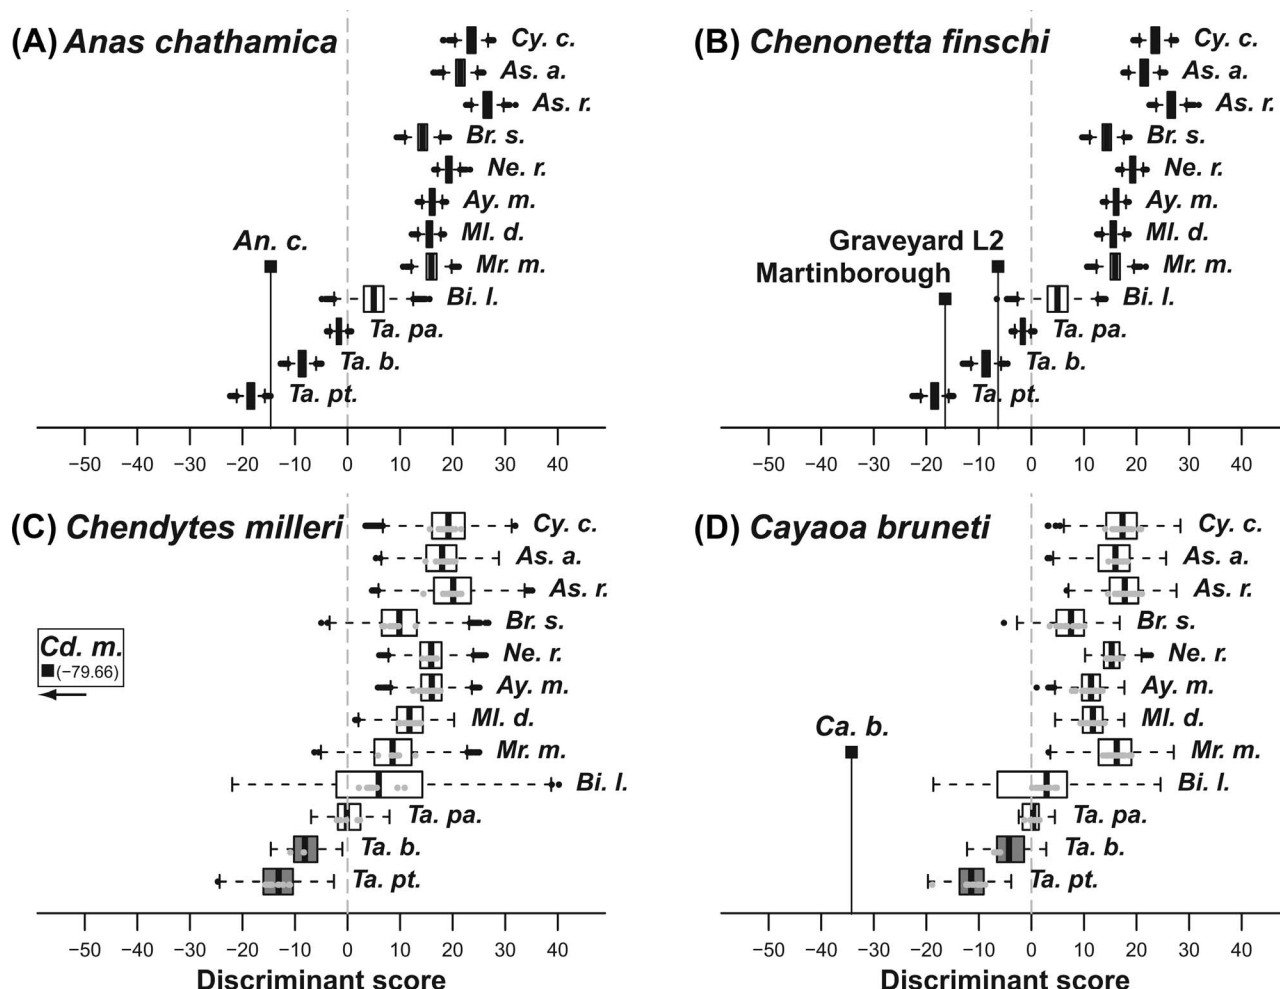 (A) Anas chathamica
Cy. c.
As. a.
As. r.
Br. s.
Ne. r.
Ay. m.
Ml. d.
An. c.
Mr. m.
Bi. l.
Ta. pa.
Ta. b.
Ta. pt.
−50 −40 −30 −20 −10 0 10 20 30 40
(B) Chenonetta finschi
Cy. c.
As. a.
As. r.
Br. s.
Ne. r.
Ay. m.
Ml. d.
Graveyard L2
Mr. m.
Martinborough
Bi. l.
Ta. pa.
Ta. b.
Ta. pt.
−50 −40 −30 −20 −10 0 10 20 30 40
(C) Chendytes milleri
Cy. c.
As. a.
As. r.
Br. s.
Cd. m.
(−79.66)
Ne. r.
Ay. m.
Ml. d.
Mr. m.
Bi. l.
Ta. pa.
Ta. b.
Ta. pt.
−50 −40 −30 −20 −10 0 10 20 30 40
Discriminant score
(D) Cayaoa bruneti
Cy. c.
As. a.
As. r.
Br. s.
Ne. r.
Ay. m.
Ml. d.
Ca. b.
Mr. m.
Bi. l.
Ta. pa.
Ta. b.
Ta. pt.
−50 −40 −30 −20 −10 0 10 20 30 40
Discriminant score